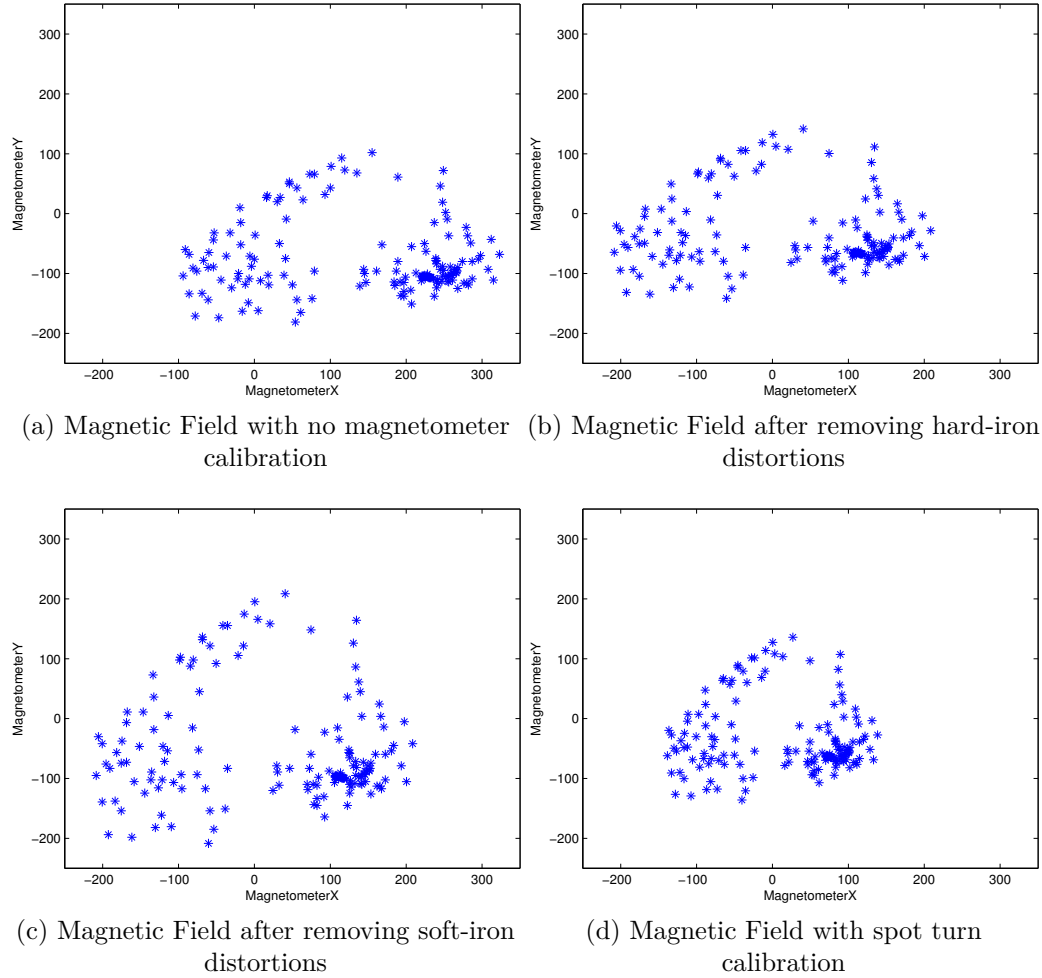 300
200
100
0
−100
−200
MagnetometerY
−200 −100 0 100 200 300
MagnetometerX
(a) Magnetic Field with no magnetometer
calibration
300
200
100
0
−100
−200
MagnetometerY
−200 −100 0 100 200 300
MagnetometerX
(b) Magnetic Field after removing hard-iron
distortions
300
200
100
0
−100
−200
MagnetometerY
−200 −100 0 100 200 300
MagnetometerX
(c) Magnetic Field after removing soft-iron
distortions
300
200
100
0
−100
−200
MagnetometerY
−200 −100 0 100 200 300
MagnetometerX
(d) Magnetic Field with spot turn
calibration